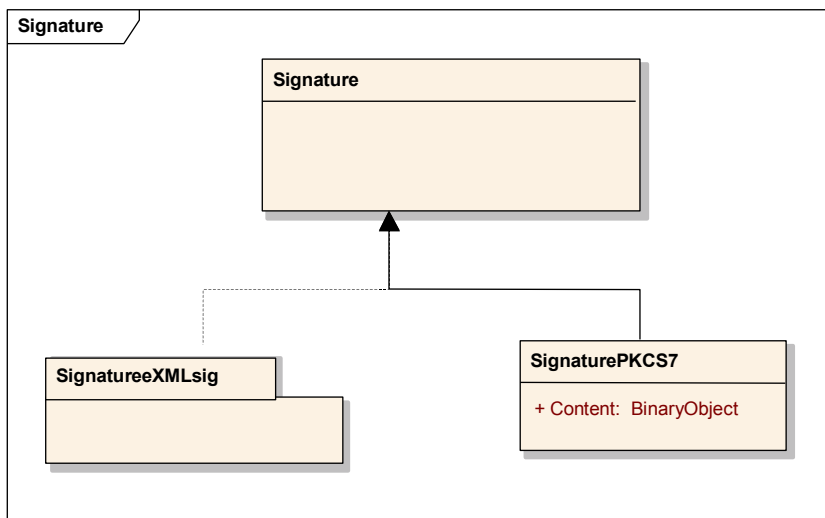 Signature
Signature
SignatureeXMLsig
SignaturePKCS7
+ Content: BinaryObject